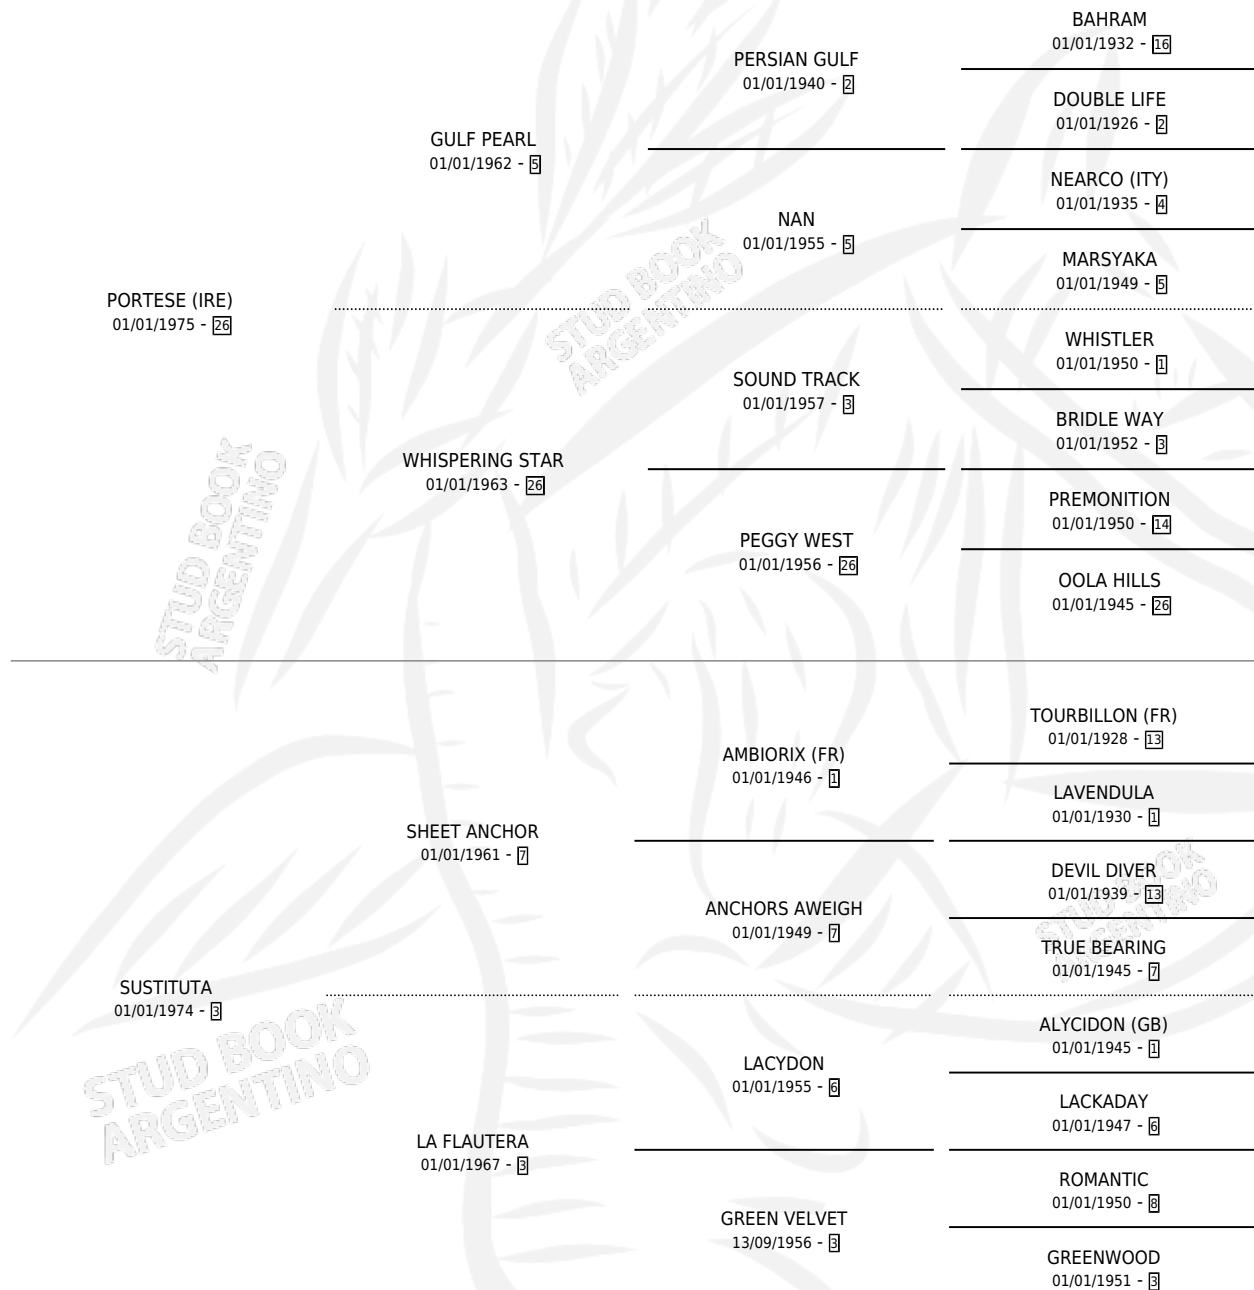 BAHRAM
01/01/1932 - 16
PERSIAN GULF
01/01/1940 - 2
DOUBLE LIFE
01/01/1926 - 2
GULF PEARL
01/01/1962 - 5
NEARCO (ITY)
01/01/1935 - 4
NAN
01/01/1955 - 5
MARSYAKA
01/01/1949 - 5
PORTESE (IRE)
01/01/1975 - 26
WHISTLER
01/01/1950 - 1
SOUND TRACK
01/01/1957 - 3
BRIDLE WAY
01/01/1952 - 3
WHISPERING STAR
01/01/1963 - 26
PREMONITION
01/01/1950 - 14
PEGGY WEST
01/01/1956 - 26
OOLA HILLS
01/01/1945 - 26
TOURBILLON (FR)
01/01/1928 - 13
AMBIORIX (FR)
01/01/1946 - 1
LAVENDULA
01/01/1930 - 1
SHEET ANCHOR
01/01/1961 - 7
DEVIL DIVER
01/01/1939 - 13
ANCHORS AWEIGH
01/01/1949 - 7
TRUE BEARING
01/01/1945 - 7
SUSTITUTA
01/01/1974 - 3
ALYCIDON (GB)
01/01/1945 - 1
LACYDON
01/01/1955 - 6
LACKADAY
01/01/1947 - 6
LA FLAUTERA
01/01/1967 - 3
ROMANTIC
01/01/1950 - 8
GREEN VELVET
13/09/1956 - 3
GREENWOOD
01/01/1951 - 3
STUD BOOK
ARGENTINO
STUD BOOK
ARGENTINO
STUD BOOK
ARGENTINO
STUD BOOK
ARGENTINO